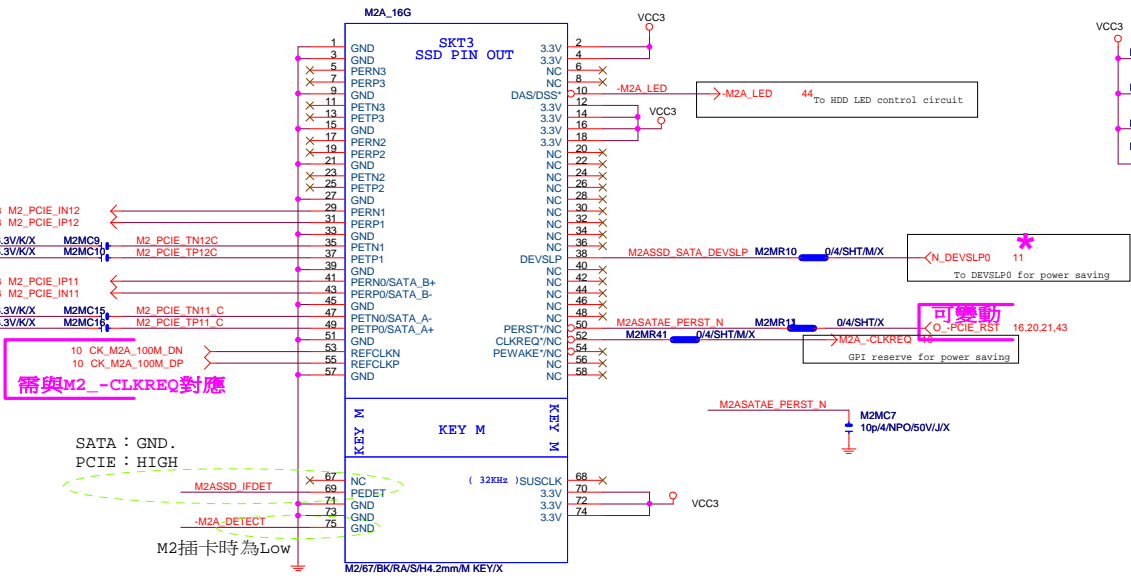 M2A_16G
SKT3
SSD PIN OUT
VCC3
VCC3
1 GND 3.3V 2
3 GND 3.3V 4
5 PERN3 NC 6
7 PERP3 NC 8
9 GND DAS/DSS* 10 -M2A_LED -M2A_LED 44 To HDD LED control circuit
11 PETN3 3.3V 12
13 PETP3 3.3V 14 VCC3
15 GND 3.3V 16
17 PERN2 3.3V 18
19 PERP2 NC 20
21 GND NC 22
23 PETN2 NC 24
25 PETP2 NC 26
27 GND NC 28
M2_PCIE_IN12 29 PERN1 NC 30
M2_PCIE_IP12 31 PERP1 NC 32
33 GND NC 34
.3V/K/X M2MC9 M2_PCIE_TN12C 35 PETN1 NC 36
.3V/K/X M2MC10 M2_PCIE_TP12C 37 PETP1 DEVSLP 38 M2ASSD_SATA_DEVSLP M2MR10 0/4/SHT/M/X N_DEVSLP0 11 *
To DEVSLP0 for power saving
39 GND NC 40
M2_PCIE_IP11 41 PERN0/SATA_B+ NC 42
M2_PCIE_IN11 43 PERP0/SATA_B- NC 44
45 GND NC 46
.3V/K/X M2MC15 M2_PCIE_TN11_C 47 PETN0/SATA_A- NC 48
.3V/K/X M2MC16 M2_PCIE_TP11_C 49 PETP0/SATA_A+ PERST*/NC 50 M2ASATAE_PERST_N M2MR11 0/4/SHT/X O_-PCIE_RST 16,20,21,43
可變動
51 GND CLKREQ*/NC 52 M2MR41 0/4/SHT/M/X M2A_-CLKREQ
GPI reserve for power saving
10 CK_M2A_100M_DN 53 REFCLKN PEWAKE*/NC 54
10 CK_M2A_100M_DP 55 REFCLKP NC 56
57 GND NC 58
需與M2_-CLKREQ對應
KEY M KEY M KEY M
M2ASATAE_PERST_N
M2MC7
10p/4/NPO/50V/J/X
SATA：GND.
PCIE：HIGH
67 NC ( 32KHz )SUSCLK 68
M2ASSD_IFDET 69 PEDET 3.3V 70
71 GND 3.3V 72 VCC3
73 GND 3.3V 74
-M2A-DETECT 75 GND
M2插卡時為Low
M2/67/BK/RA/S/H4.2mm/M KEY/X